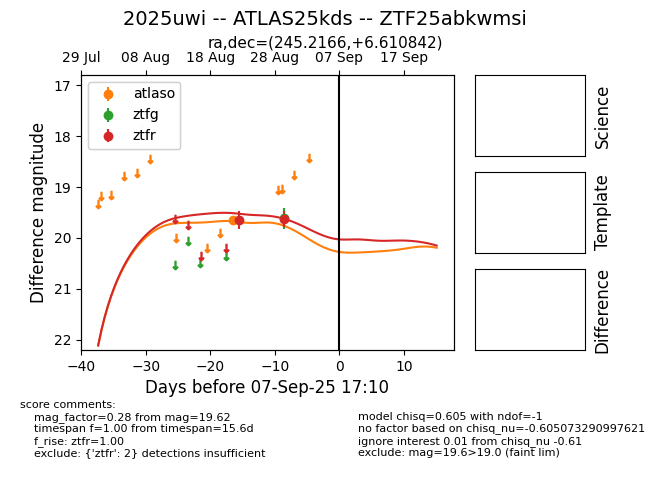 2025uwi -- ATLAS25kds -- ZTF25abkwmsi
ra,dec=(245.2166,+6.610842)
29 Jul 08 Aug 18 Aug 28 Aug 07 Sep 17 Sep
atlaso
ztfg
ztfr
17
18
19
20
21
22
Difference magnitude
−40 −30 −20 −10 0 10
Days before 07-Sep-25 17:10
Science
Template
Difference
score comments:
mag_factor=0.28 from mag=19.62
timespan f=1.00 from timespan=15.6d
f_rise: ztfr=1.00
exclude: {'ztfr': 2} detections insufficient
model chisq=0.605 with ndof=-1
no factor based on chisq_nu=-0.605073290997621
ignore interest 0.01 from chisq_nu -0.61
exclude: mag=19.6>19.0 (faint lim)